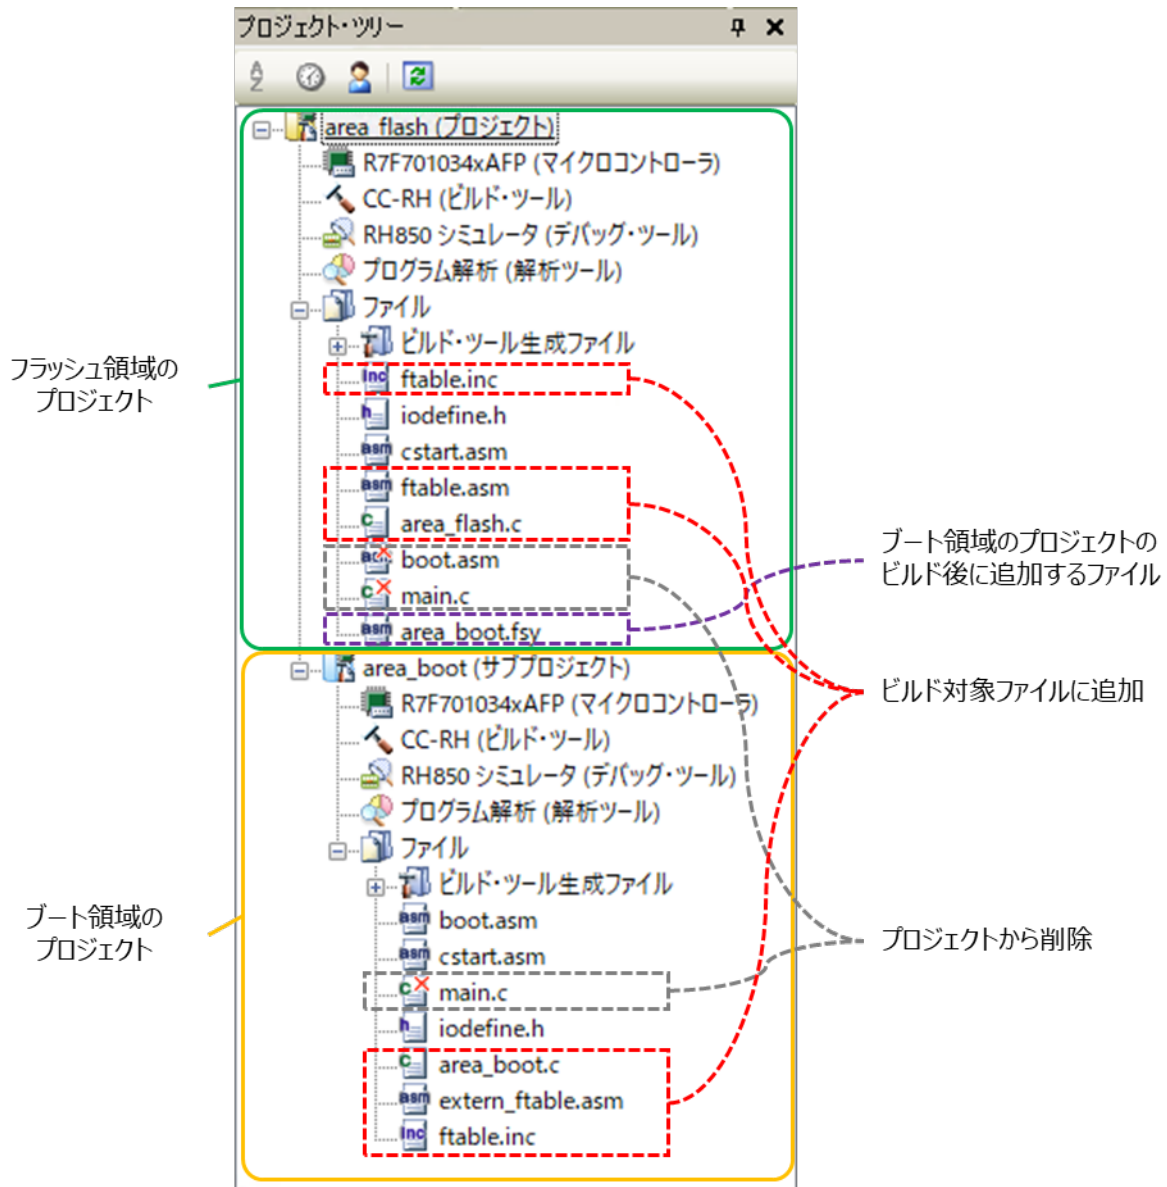 プロジェクト・ツリー
area_flash (プロジェクト)
R7F701034xAFP (マイクロコントローラ)
CC-RH (ビルド・ツール)
RH850 シミュレータ (デバッグ・ツール)
プログラム解析 (解析ツール)
ファイル
ビルド・ツール生成ファイル
ftable.inc
iodefine.h
cstart.asm
ftable.asm
area_flash.c
boot.asm
main.c
area_boot.fsy
area_boot (サブプロジェクト)
R7F701034xAFP (マイクロコントローラ)
CC-RH (ビルド・ツール)
RH850 シミュレータ (デバッグ・ツール)
プログラム解析 (解析ツール)
ファイル
ビルド・ツール生成ファイル
boot.asm
cstart.asm
main.c
iodefine.h
area_boot.c
extern_ftable.asm
ftable.inc
フラッシュ領域の
プロジェクト
ブート領域の
プロジェクト
ブート領域のプロジェクトの
ビルド後に追加するファイル
ビルド対象ファイルに追加
プロジェクトから削除